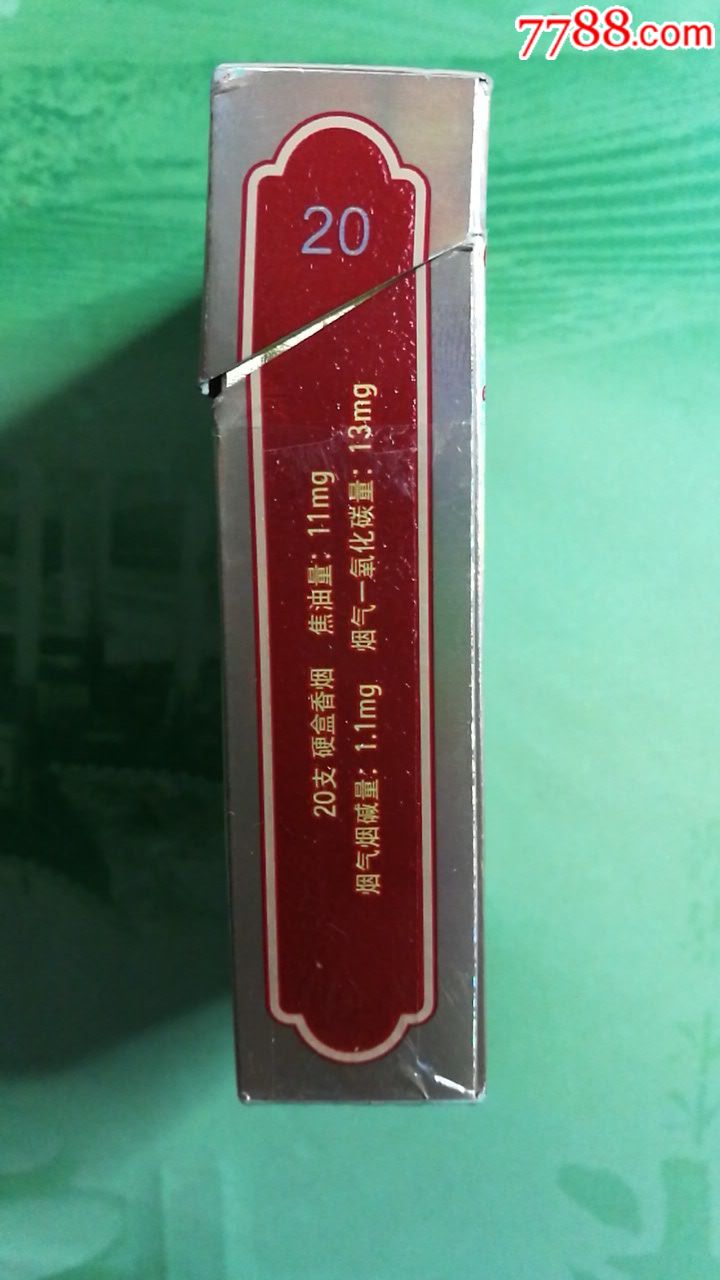 7788.com
20
20支 硬盒香烟 焦油量：11mg
烟气烟碱量：1.1mg 烟气一氧化碳量：13mg